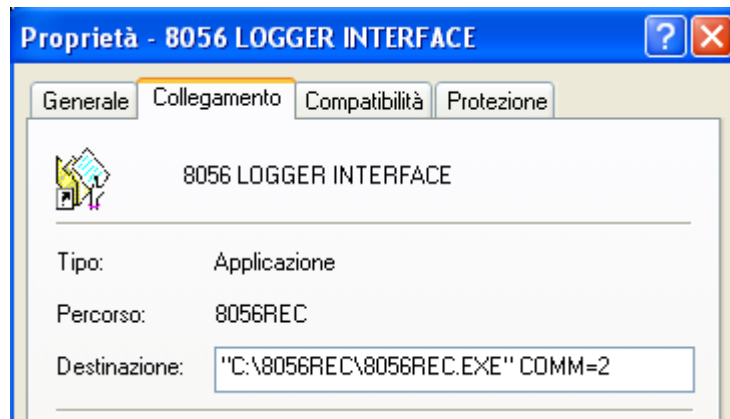 Proprietà - 8056 LOGGER INTERFACE
Generale Collegamento Compatibilità Protezione
8056 LOGGER INTERFACE
Tipo: Applicazione
Percorso: 8056REC
Destinazione: "C:\8056REC\8056REC.EXE" COMM=2